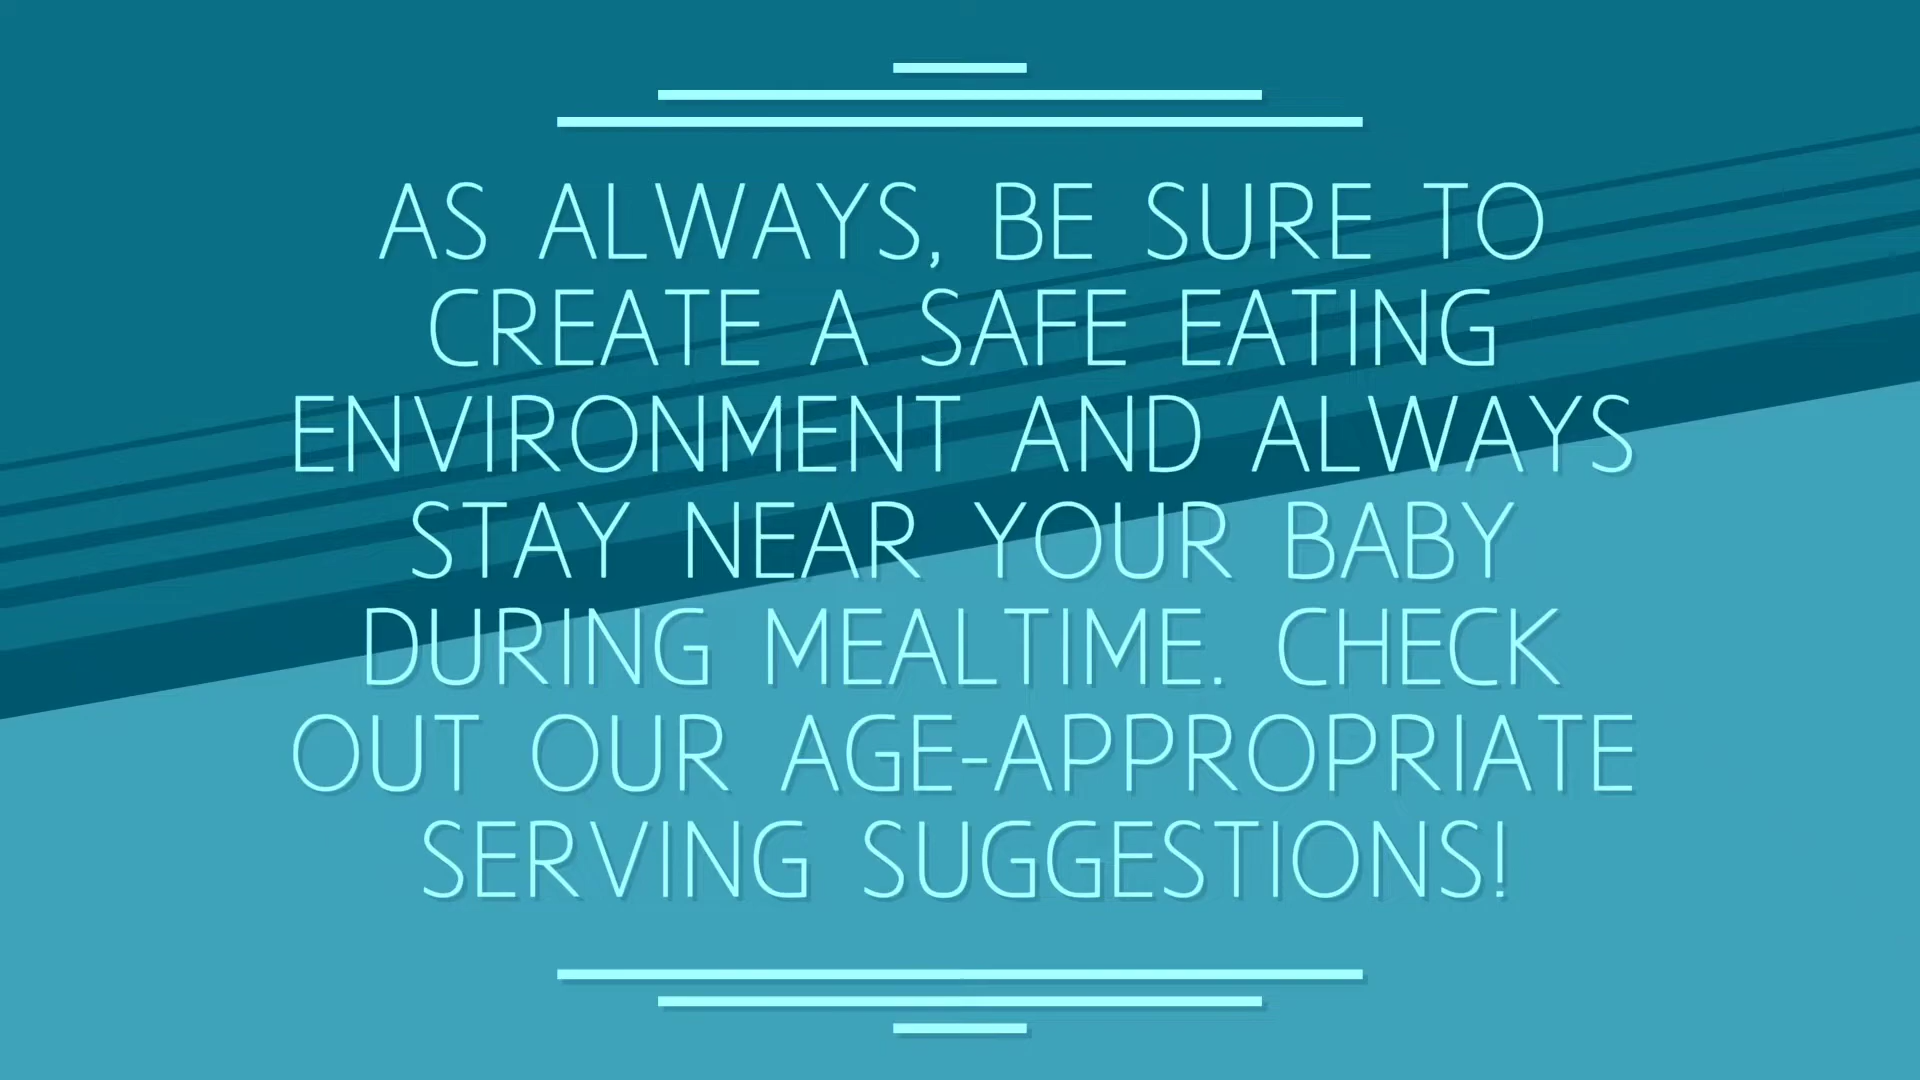 AS ALWAYS, BE SURE TO
CREATE A SAFE EATING
ENVIRONMENT AND ALWAYS
STAY NEAR YOUR BABY
DURING MEALTIME. CHECK
OUT OUR AGE-APPROPRIATE
SERVING SUGGESTIONS!